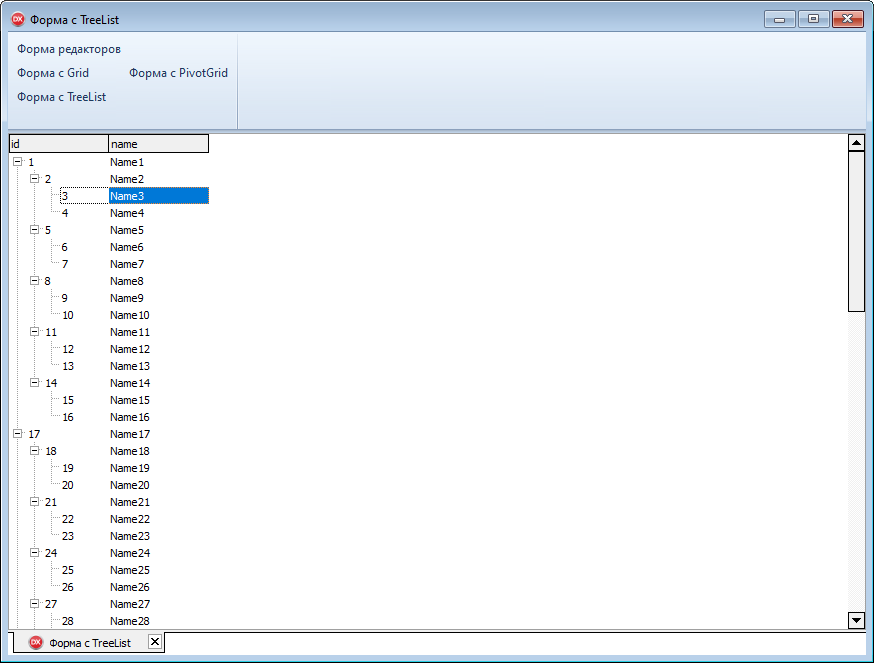 DX Форма с TreeList
Форма редакторов
Форма с Grid Форма с PivotGrid
Форма с TreeList
id name
1 Name1
2 Name2
3 Name3
4 Name4
5 Name5
6 Name6
7 Name7
8 Name8
9 Name9
10 Name10
11 Name11
12 Name12
13 Name13
14 Name14
15 Name15
16 Name16
17 Name17
18 Name18
19 Name19
20 Name20
21 Name21
22 Name22
23 Name23
24 Name24
25 Name25
26 Name26
27 Name27
28 Name28
DX Форма с TreeList